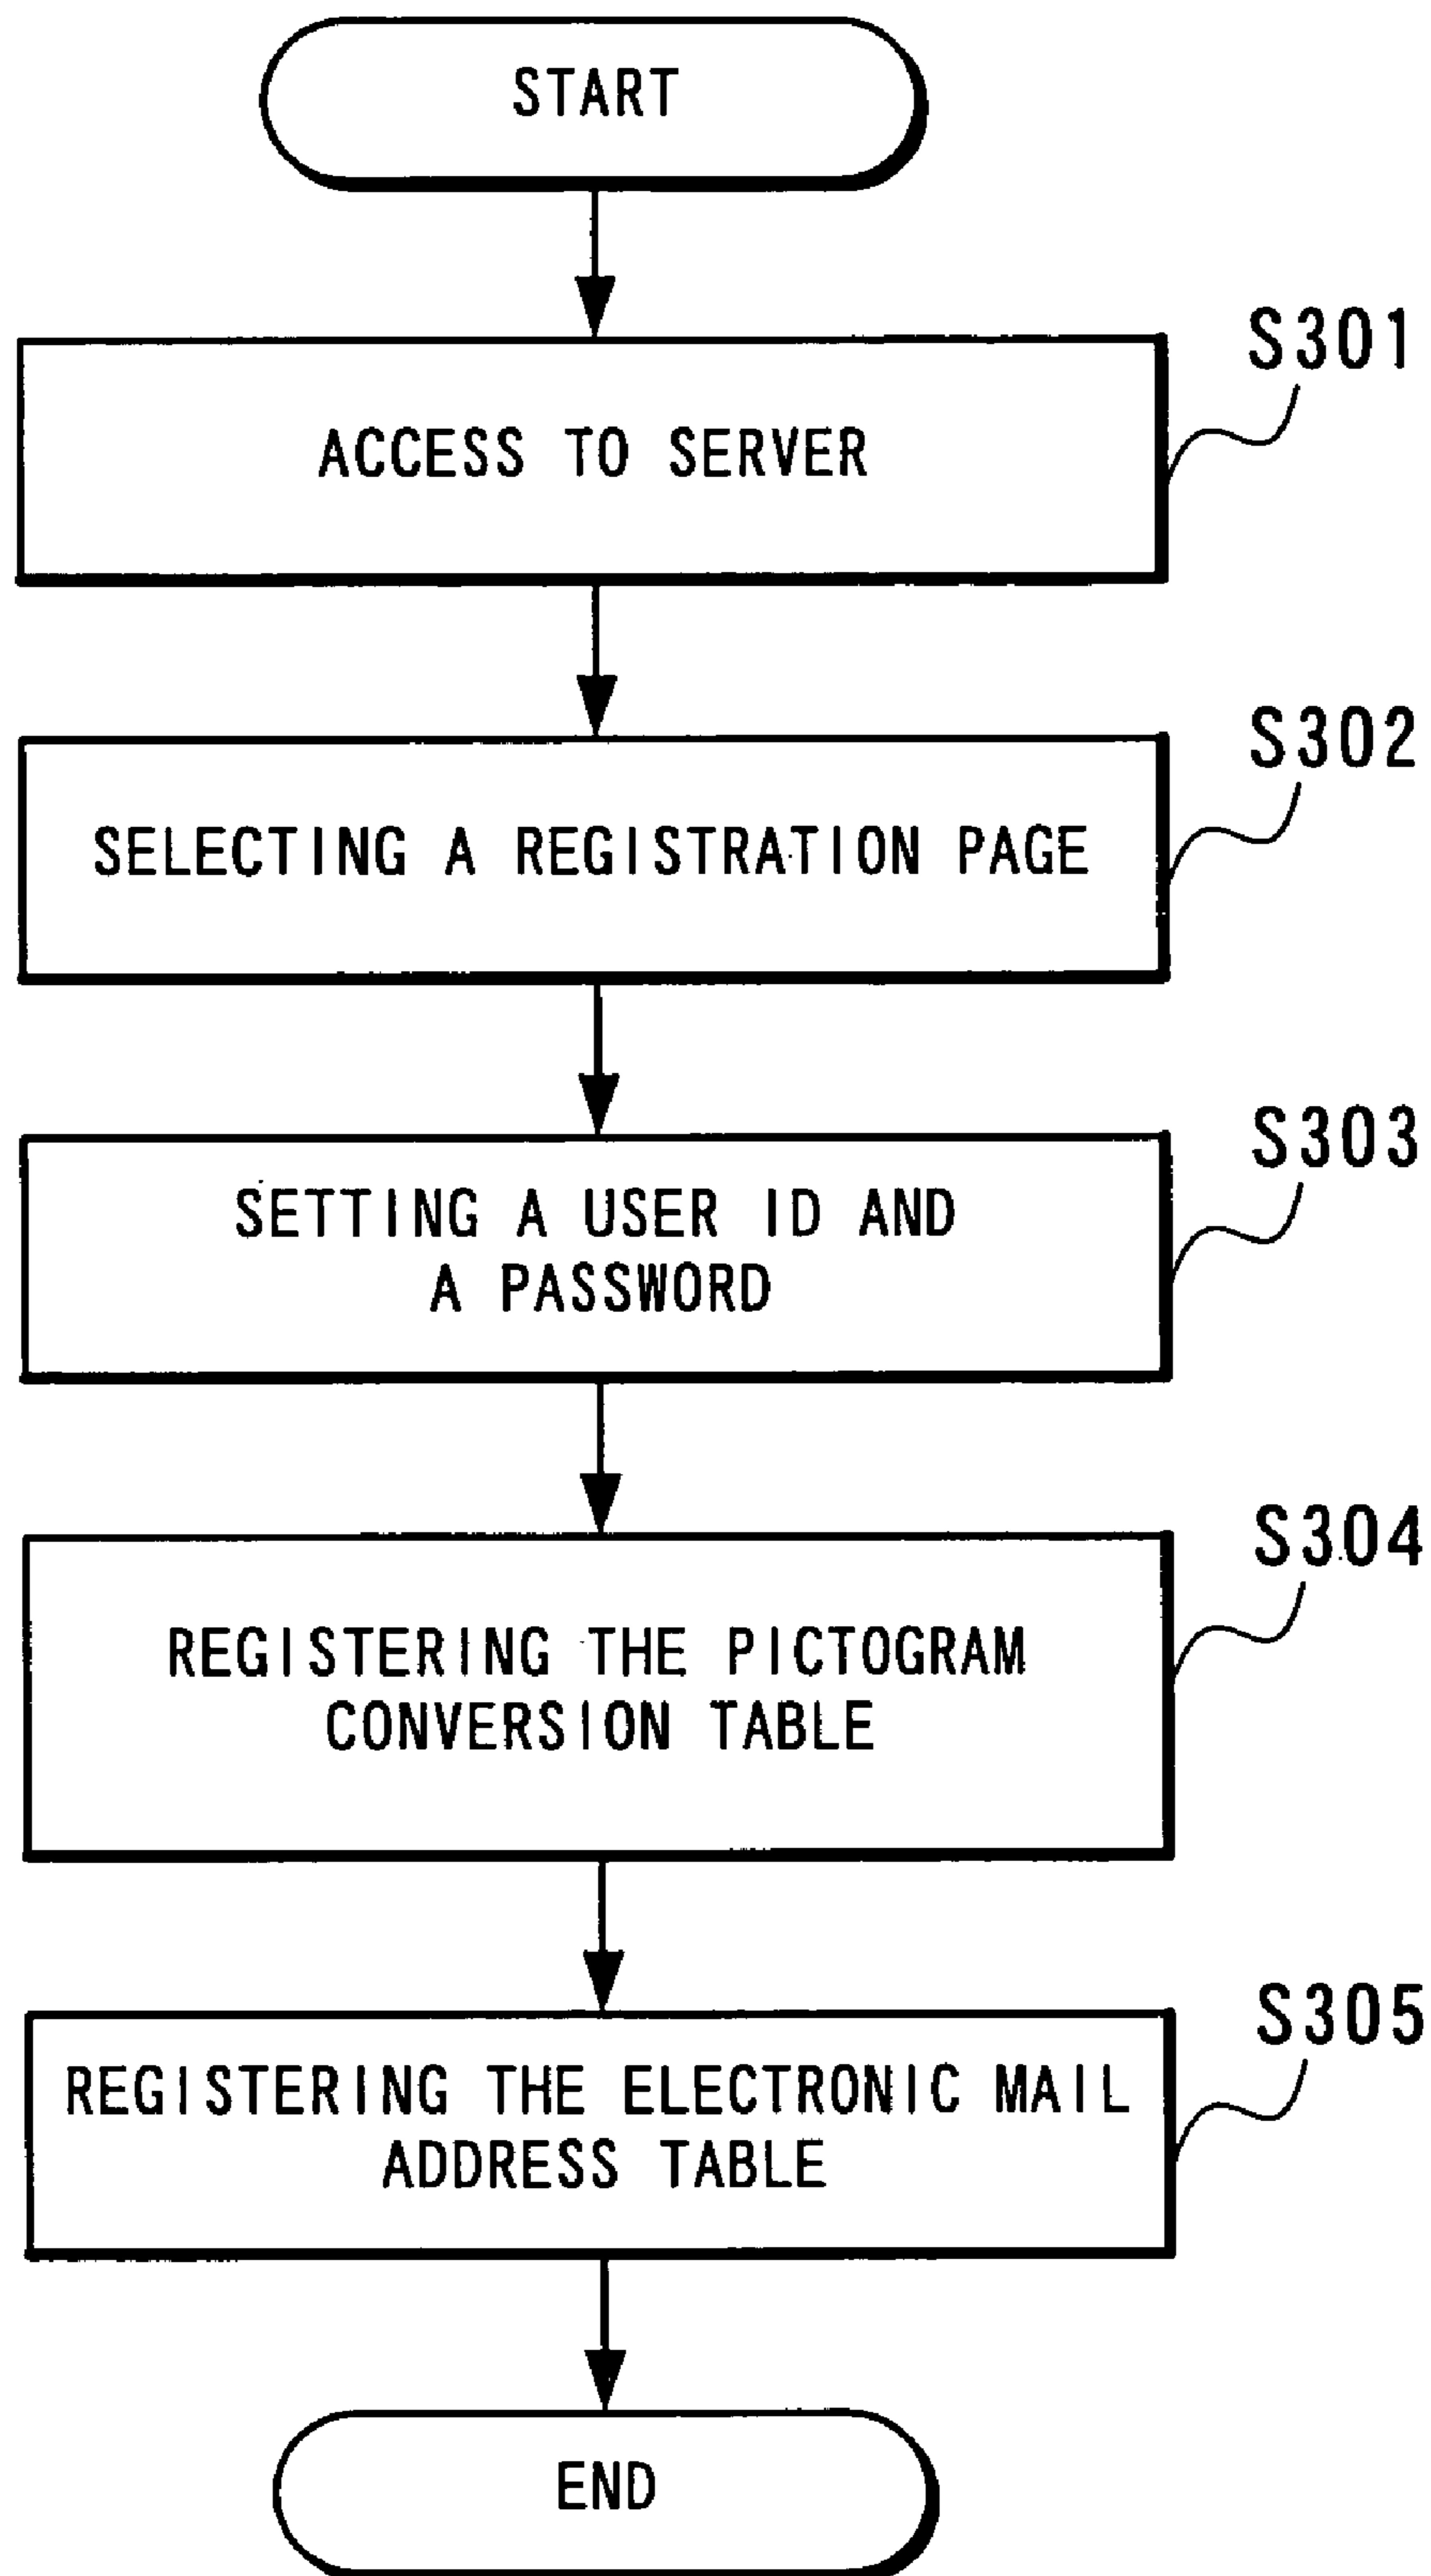 START
S301
ACCESS TO SERVER
S302
SELECTING A REGISTRATION PAGE
S303
SETTING A USER ID AND
A PASSWORD
S304
REGISTERING THE PICTOGRAM
CONVERSION TABLE
S305
REGISTERING THE ELECTRONIC MAIL
ADDRESS TABLE
END